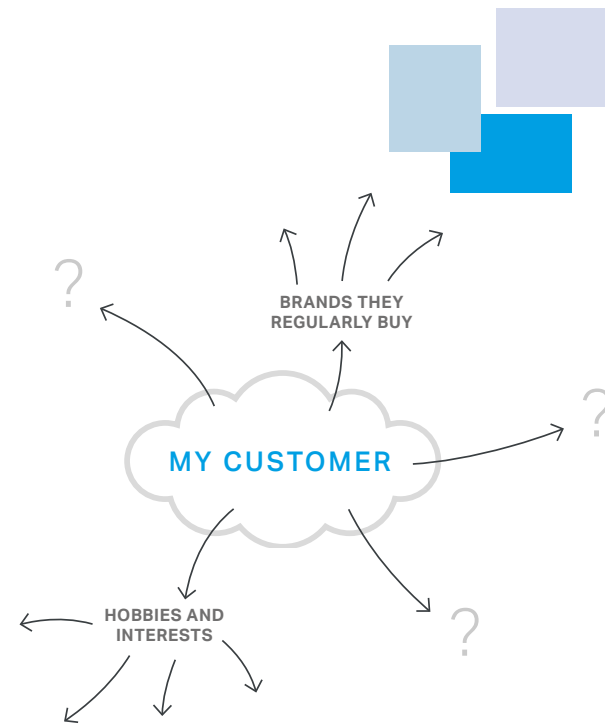 ?
BRANDS THEY
REGULARLY BUY
?
MY CUSTOMER
HOBBIES AND
INTERESTS
?